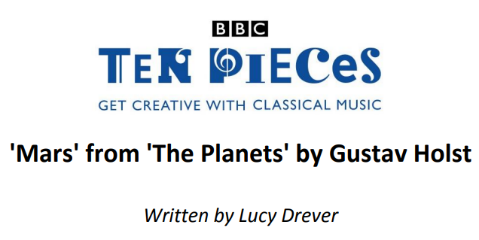 BBC
TEN PIECES
GET CREATIVE WITH CLASSICAL MUSIC
'Mars' from 'The Planets' by Gustav Holst
Written by Lucy Drever